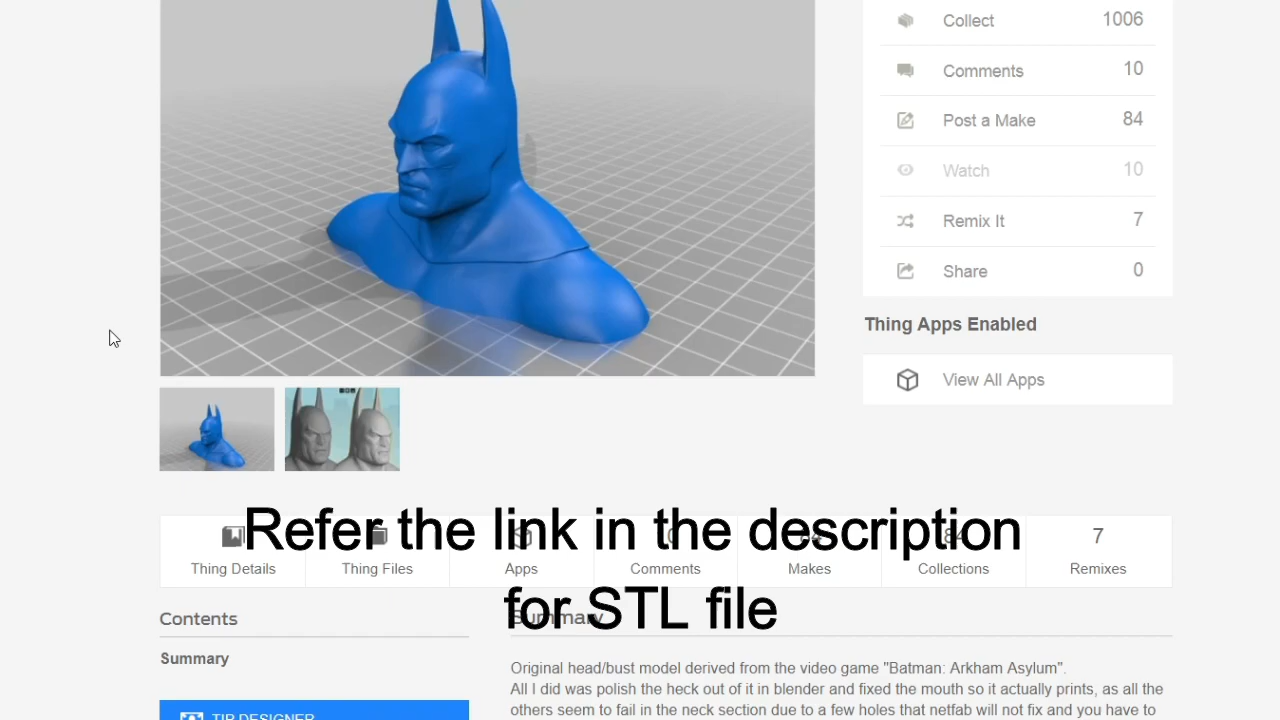 Collect 1006
Comments 10
Post a Make 84
Watch 10
Remix It 7
Share 0
Thing Apps Enabled
View All Apps
Refer the link in the description
for STL file
7
Thing Details Thing Files Apps Comments Makes Collections Remixes
Contents
Summary
Summary
Original head/bust model derived from the video game "Batman: Arkham Asylum".
All I did was polish the heck out of it in blender and fixed the mouth so it actually prints, as all the
others seem to fail in the neck section due to a few holes that netfab will not fix and you have to
TIP DESIGNER